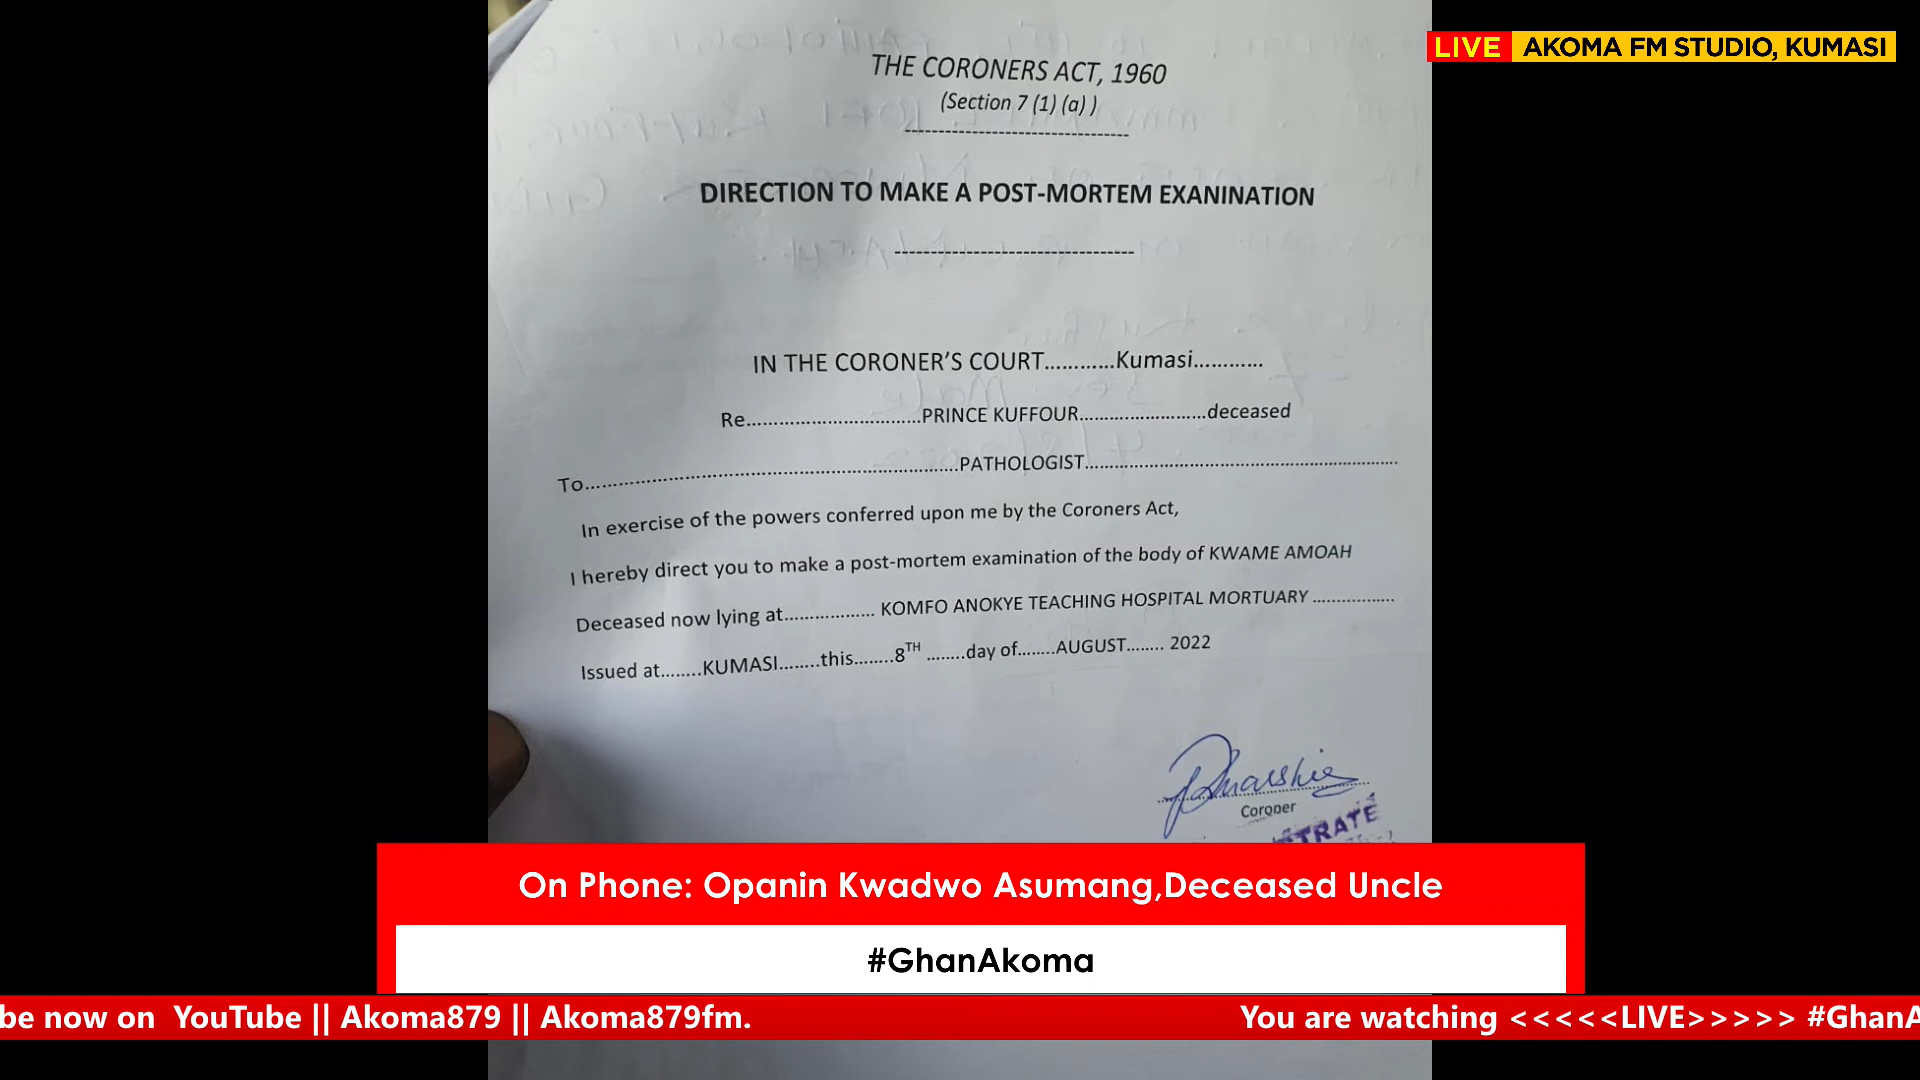 LIVE AKOMA FM STUDIO, KUMASI
THE CORONERS ACT, 1960
(Section 7 (1) (a) )
---------------------------------
DIRECTION TO MAKE A POST-MORTEM EXANINATION
---------------------------------
IN THE CORONER'S COURT............Kumasi............
Re................................PRINCE KUFFOUR........................deceased
To....................................................................PATHOLOGIST..........................................................
In exercise of the powers conferred upon me by the Coroners Act,
I hereby direct you to make a post-mortem examination of the body of KWAME AMOAH
Deceased now lying at................. KOMFO ANOKYE TEACHING HOSPITAL MORTUARY ...............
Issued at........KUMASI........this........8TH ........day of........AUGUST........ 2022
Coroner
On Phone: Opanin Kwadwo Asumang,Deceased Uncle
#GhanAkoma
be now on YouTube || Akoma879 || Akoma879fm. You are watching <<<<<LIVE>>>>> #GhanA